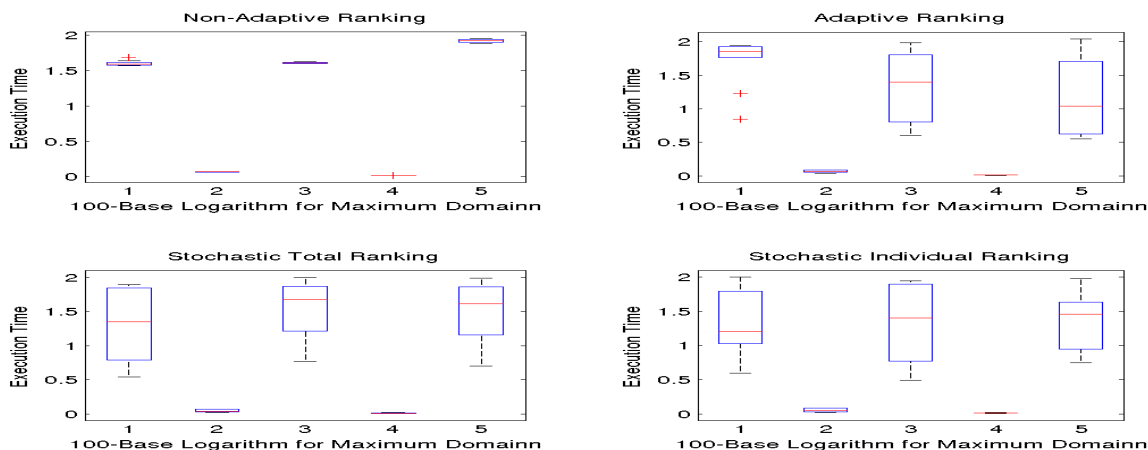 Non-Adaptive Ranking
2
1.5
1
0.5
0
Execution Time
1 2 3 4 5
100-Base Logarithm for Maximum Domainn
Adaptive Ranking
2
1.5
1
0.5
0
Execution Time
1 2 3 4 5
100-Base Logarithm for Maximum Domainn
Stochastic Total Ranking
2
1.5
1
0.5
0
Execution Time
1 2 3 4 5
100-Base Logarithm for Maximum Domainn
Stochastic Individual Ranking
2
1.5
1
0.5
0
Execution Time
1 2 3 4 5
100-Base Logarithm for Maximum Domainn